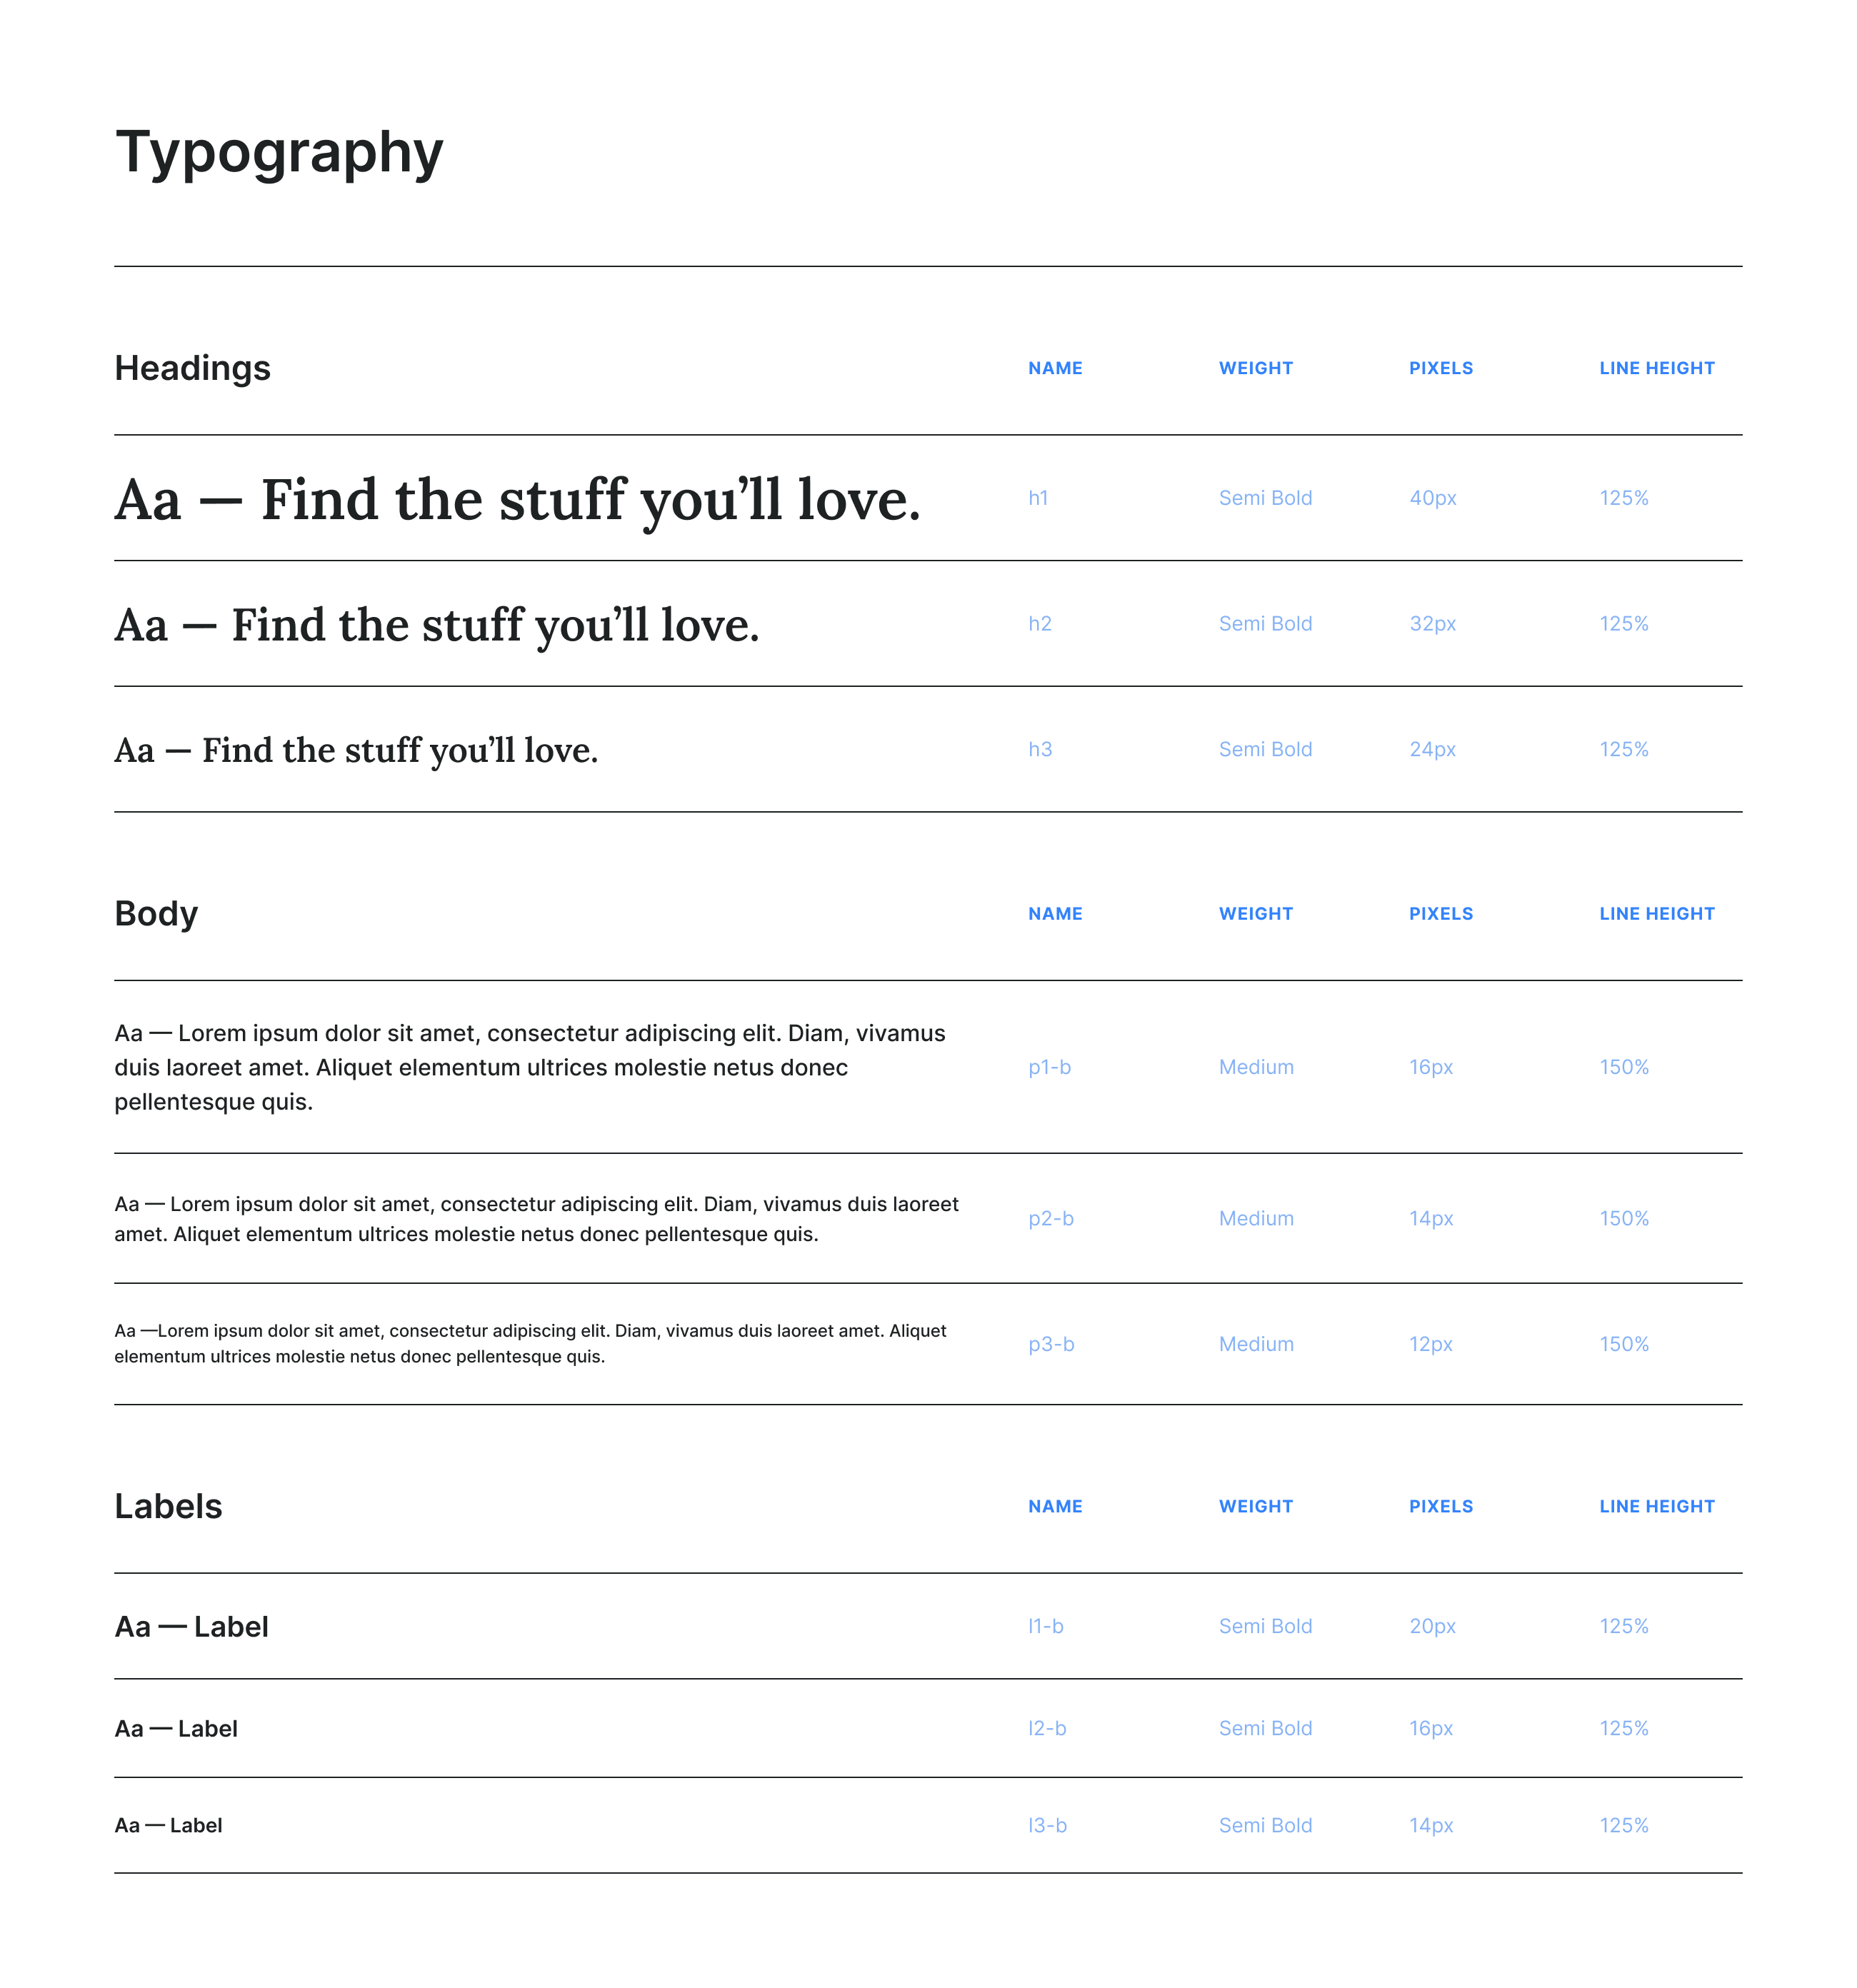 Typography
Headings NAME WEIGHT PIXELS LINE HEIGHT
Aa — Find the stuff you’ll love. h1 Semi Bold 40px 125%
Aa — Find the stuff you’ll love. h2 Semi Bold 32px 125%
Aa — Find the stuff you’ll love. h3 Semi Bold 24px 125%
Body NAME WEIGHT PIXELS LINE HEIGHT
Aa — Lorem ipsum dolor sit amet, consectetur adipiscing elit. Diam, vivamus
duis laoreet amet. Aliquet elementum ultrices molestie netus donec
pellentesque quis.
p1-b Medium 16px 150%
Aa — Lorem ipsum dolor sit amet, consectetur adipiscing elit. Diam, vivamus duis laoreet
amet. Aliquet elementum ultrices molestie netus donec pellentesque quis.
p2-b Medium 14px 150%
Aa —Lorem ipsum dolor sit amet, consectetur adipiscing elit. Diam, vivamus duis laoreet amet. Aliquet
elementum ultrices molestie netus donec pellentesque quis.
p3-b Medium 12px 150%
Labels NAME WEIGHT PIXELS LINE HEIGHT
Aa — Label l1-b Semi Bold 20px 125%
Aa — Label l2-b Semi Bold 16px 125%
Aa — Label l3-b Semi Bold 14px 125%